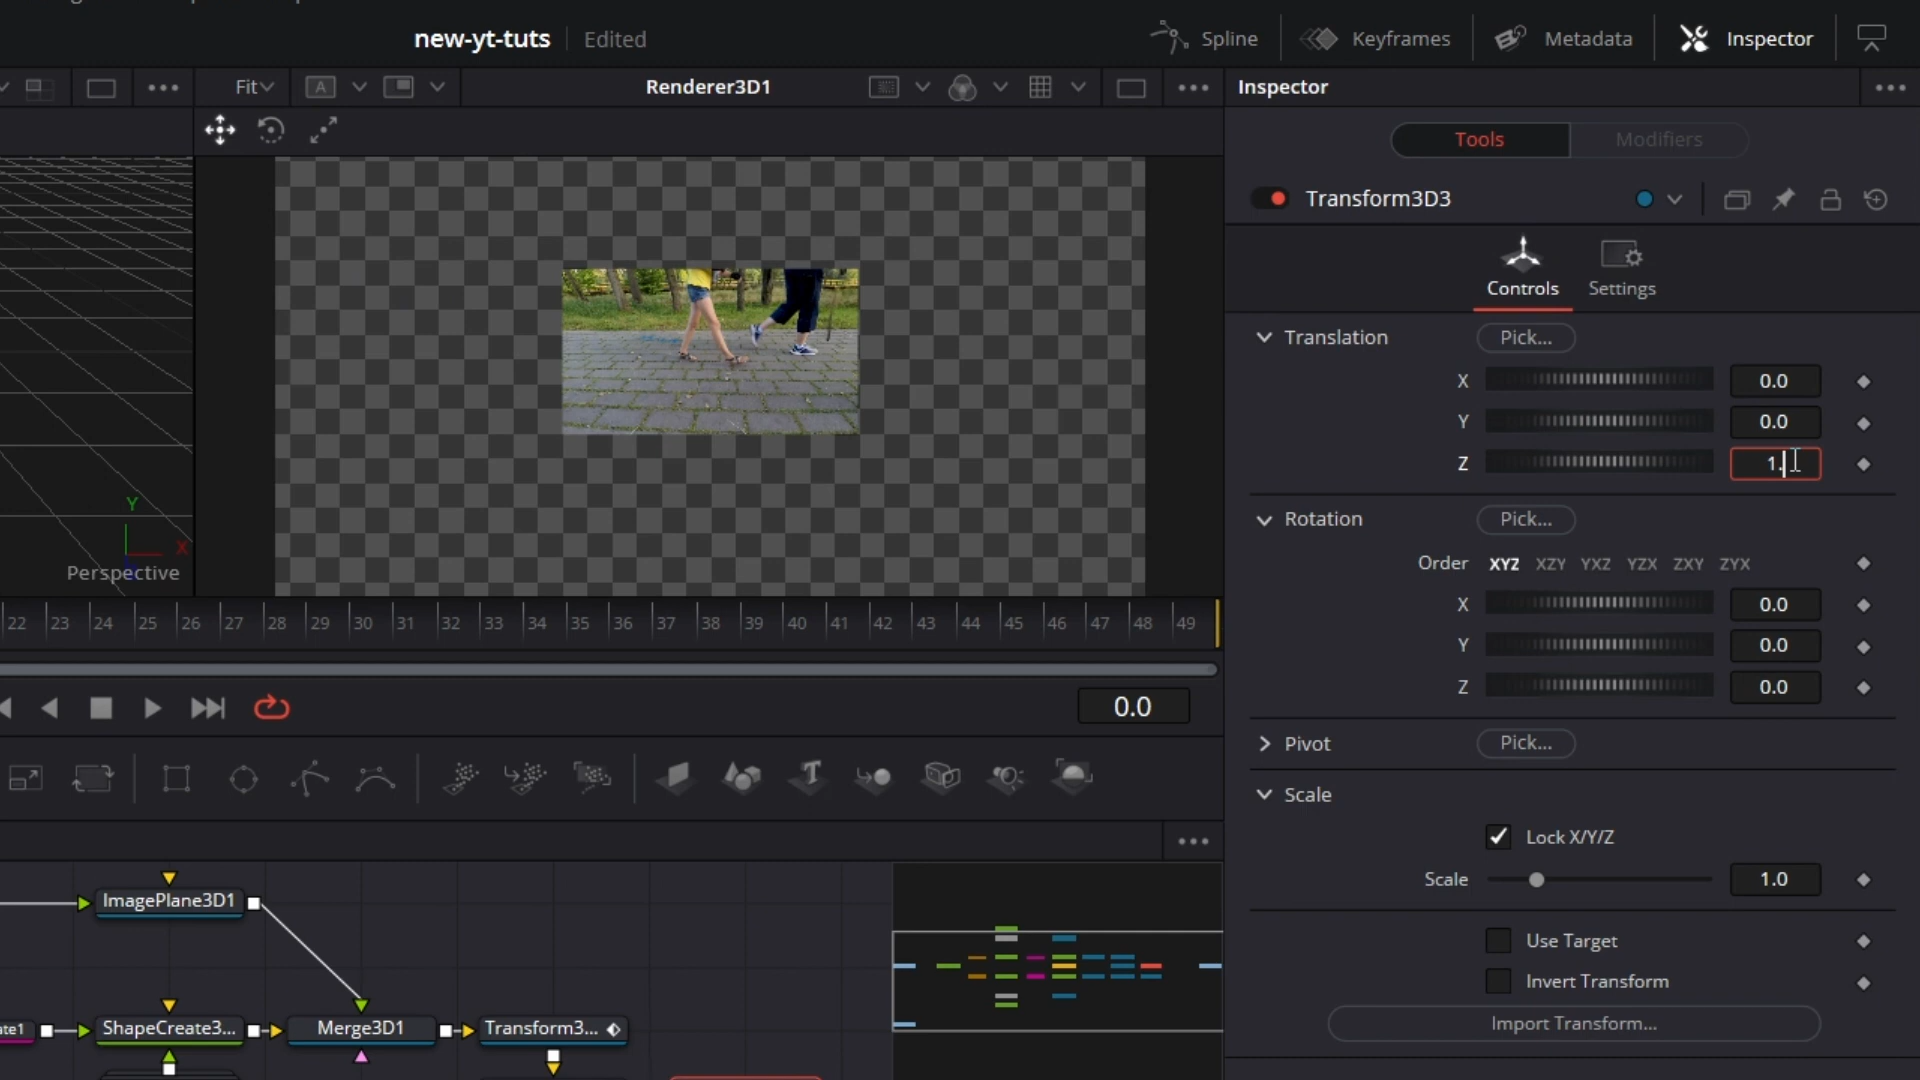 new-yt-tuts Edited Spline Keyframes Metadata Inspector
Fit A Renderer3D1 Inspector
Tools Modifiers
Transform3D3
Controls Settings
Translation Pick...
X 0.0
Y 0.0
Z 1.
Rotation Pick...
Order XYZ XZY YXZ YZX ZXY ZYX
X 0.0
Y 0.0
Z 0.0
Pivot Pick...
Scale
Lock X/Y/Z
Scale 1.0
Use Target
Invert Transform
Import Transform...
Y
X
Perspective
22 23 24 25 26 27 28 29 30 31 32 33 34 35 36 37 38 39 40 41 42 43 44 45 46 47 48 49
0.0
T
ImagePlane3D1
ate1 ShapeCreate3... Merge3D1 Transform3...